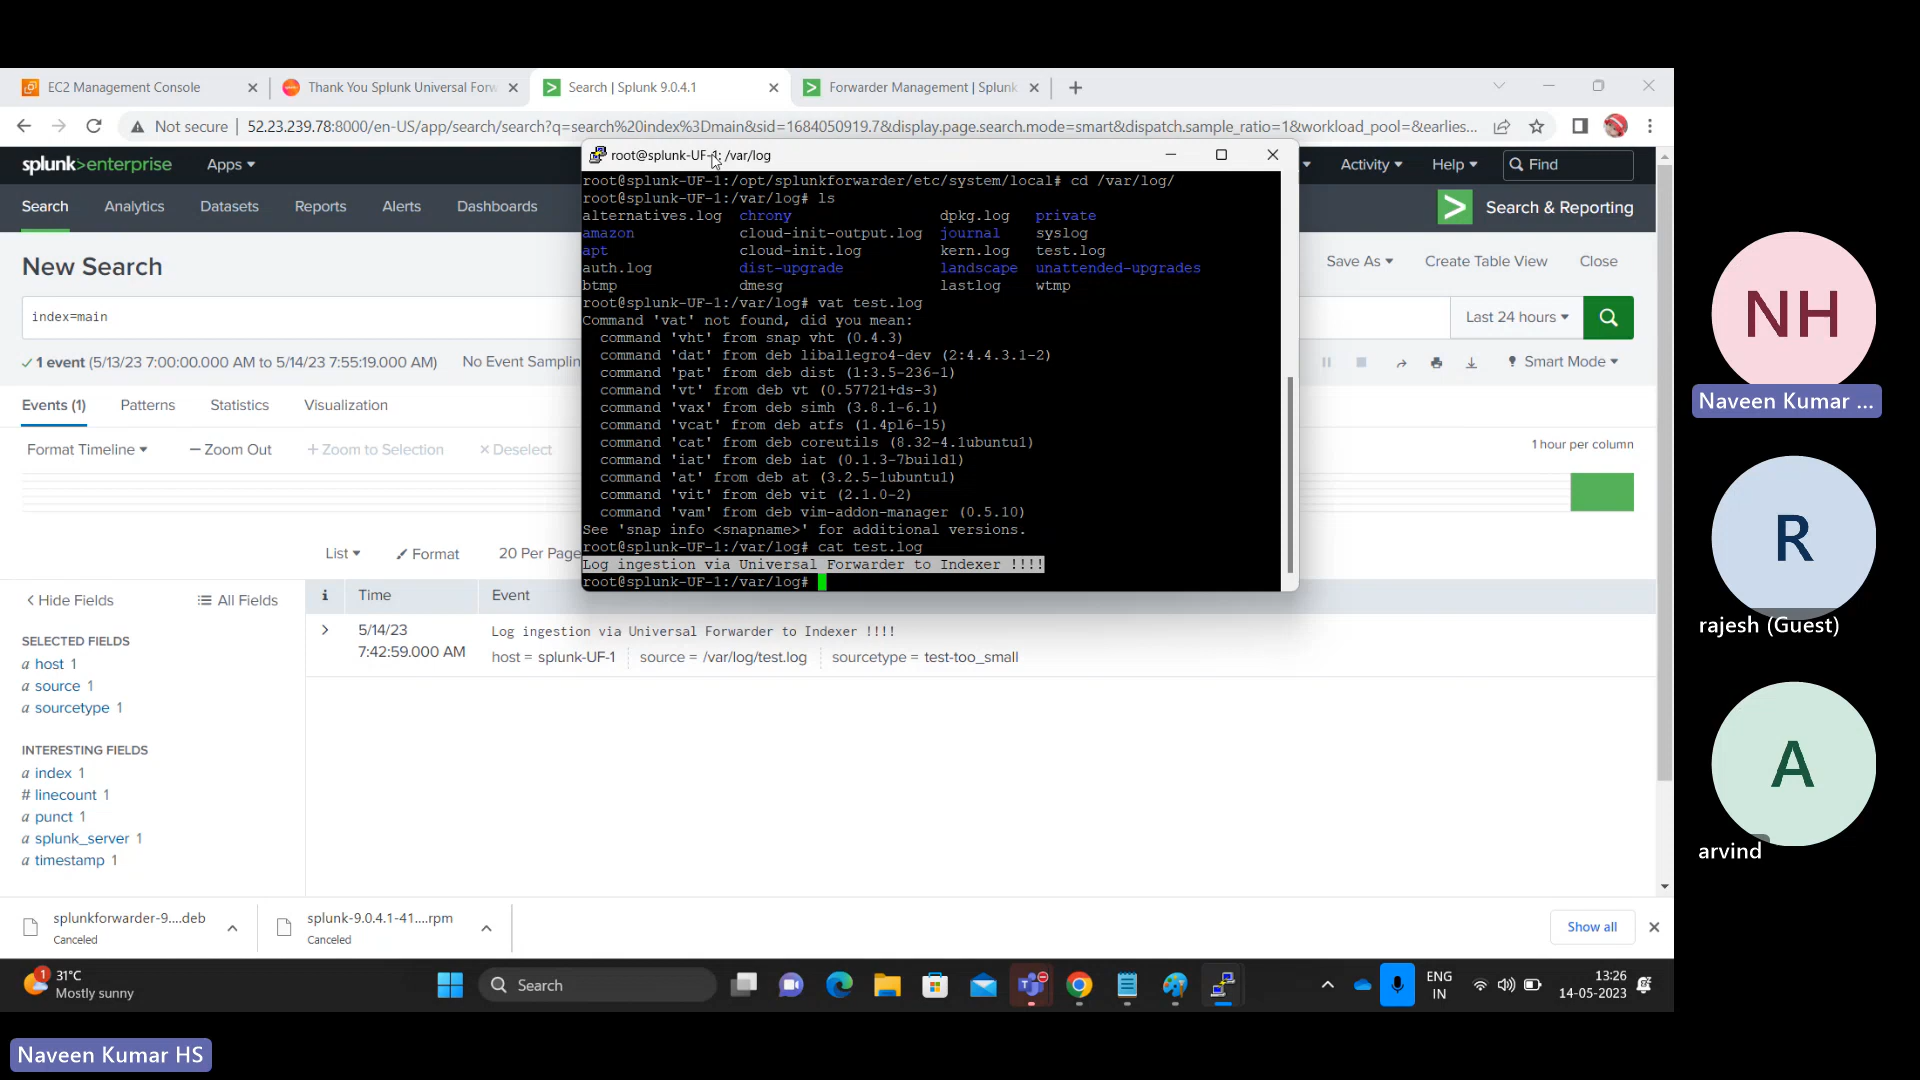 EC2 Management Console
Thank You Splunk Universal Forw
Search | Splunk 9.0.4.1
Forwarder Management | Splunk
Not secure
52.23.239.78:8000/en-US/app/search/search?q=search%20index%3Dmain&sid=1684050919.7&display.page.search.mode=smart&dispatch.sample_ratio=1&workload_pool=&earlies...
splunk>enterprise
Apps
root@splunk-UF-1: /var/log
Activity
Help
Find
Search
Analytics
Datasets
Reports
Alerts
Dashboards
Search & Reporting
New Search
Save As
Create Table View
Close
index=main
Last 24 hours
1 event (5/13/23 7:00:00.000 AM to 5/14/23 7:55:19.000 AM)
No Event Samplin
Smart Mode
Events (1)
Patterns
Statistics
Visualization
Format Timeline
Zoom Out
+ Zoom to Selection
Deselect
1 hour per column
root@splunk-UF-1:/opt/splunkforwarder/etc/system/local# cd /var/log/
root@splunk-UF-1:/var/log# ls
alternatives.log chrony dpkg.log private
amazon cloud-init-output.log journal syslog
apt cloud-init.log kern.log test.log
auth.log dist-upgrade landscape unattended-upgrades
btmp dmesg lastlog wtmp
root@splunk-UF-1:/var/log# vat test.log
Command 'vat' not found, did you mean:
command 'vht' from snap vht (0.4.3)
command 'dat' from deb liballegro4-dev (2:4.4.3.1-2)
command 'pat' from deb dist (1:3.5-236-1)
command 'vt' from deb vt (0.57721+ds-3)
command 'vax' from deb simh (3.8.1-6.1)
command 'vcat' from deb atfs (1.4pl6-15)
command 'cat' from deb coreutils (8.32-4.1ubuntu1)
command 'iat' from deb iat (0.1.3-7build1)
command 'at' from deb at (3.2.5-1ubuntu1)
command 'vit' from deb vit (2.1.0-2)
command 'vam' from deb vim-addon-manager (0.5.10)
See 'snap info <snapname>' for additional versions.
root@splunk-UF-1:/var/log# cat test.log
Log ingestion via Universal Forwarder to Indexer !!!!
root@splunk-UF-1:/var/log#
List
Format
20 Per Page
Hide Fields
All Fields
i
Time
Event
SELECTED FIELDS
a host 1
a source 1
a sourcetype 1
5/14/23
7:42:59.000 AM
Log ingestion via Universal Forwarder to Indexer !!!!
host = splunk-UF-1
source = /var/log/test.log
sourcetype = test-too_small
INTERESTING FIELDS
a index 1
# linecount 1
a punct 1
a splunk_server 1
a timestamp 1
splunkforwarder-9....deb
Canceled
splunk-9.0.4.1-41....rpm
Canceled
Show all
1
31°C
Mostly sunny
Search
ENG
IN
13:26
14-05-2023
NH
Naveen Kumar ...
R
rajesh (Guest)
A
arvind
Naveen Kumar HS